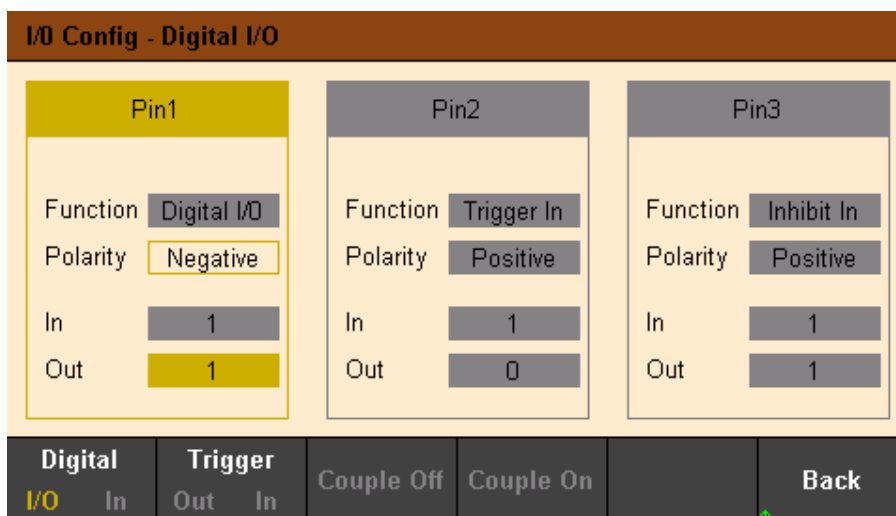 I/O Config - Digital I/O
Pin1
Function Digital I/O
Polarity Negative
In 1
Out 1
Pin2
Function Trigger In
Polarity Positive
In 1
Out 0
Pin3
Function Inhibit In
Polarity Positive
In 1
Out 1
Digital
I/O In
Trigger
Out In
Couple Off
Couple On
Back